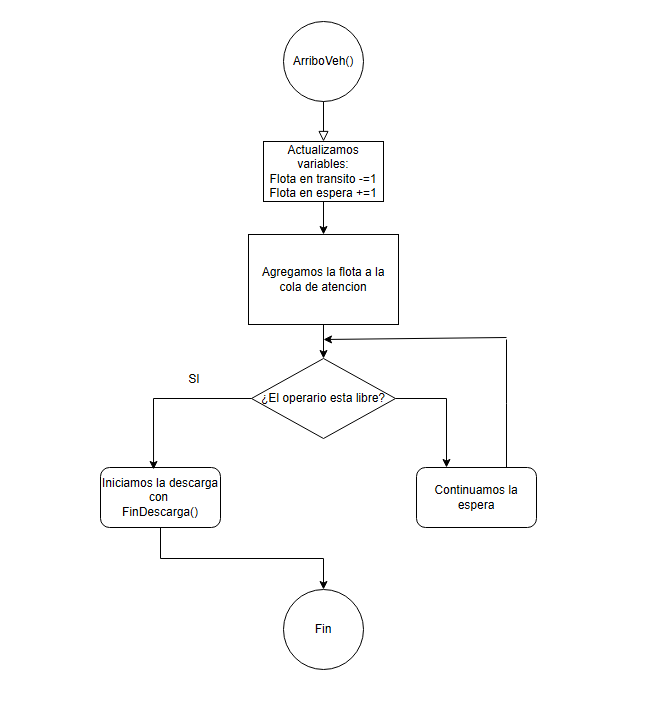 ArriboVeh()
Actualizamos
variables:
Flota en transito -=1
Flota en espera +=1
Agregamos la flota a la
cola de atencion
SI
¿El operario esta libre?
Iniciamos la descarga
con
FinDescarga()
Continuamos la
espera
Fin